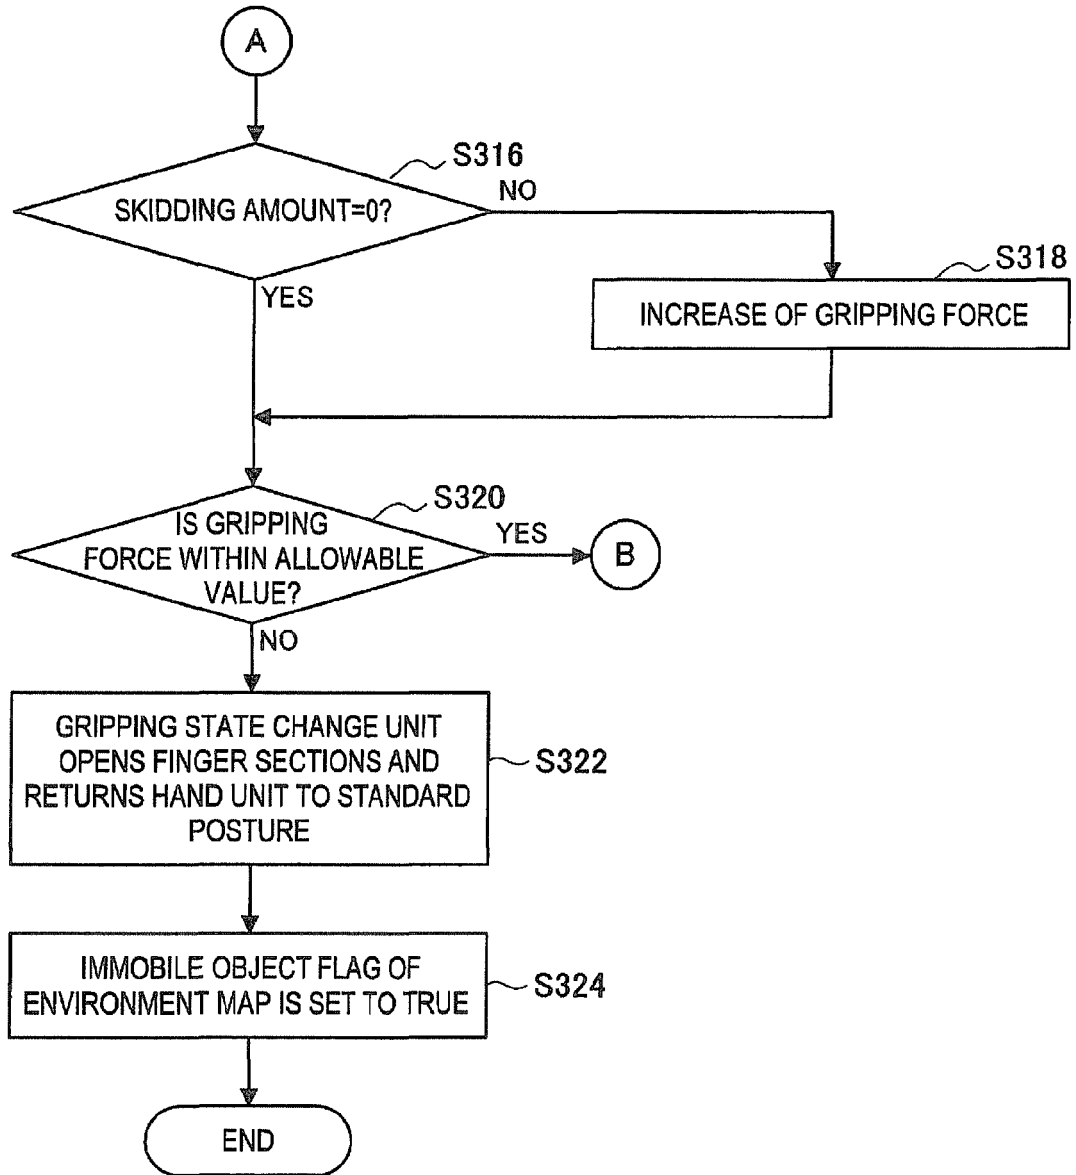 A
S316
SKIDDING AMOUNT=0?
NO
YES
S318
INCREASE OF GRIPPING FORCE
S320
IS GRIPPING
FORCE WITHIN ALLOWABLE
VALUE?
YES
B
NO
GRIPPING STATE CHANGE UNIT
OPENS FINGER SECTIONS AND
RETURNS HAND UNIT TO STANDARD
POSTURE
S322
IMMOBILE OBJECT FLAG OF
ENVIRONMENT MAP IS SET TO TRUE
S324
END